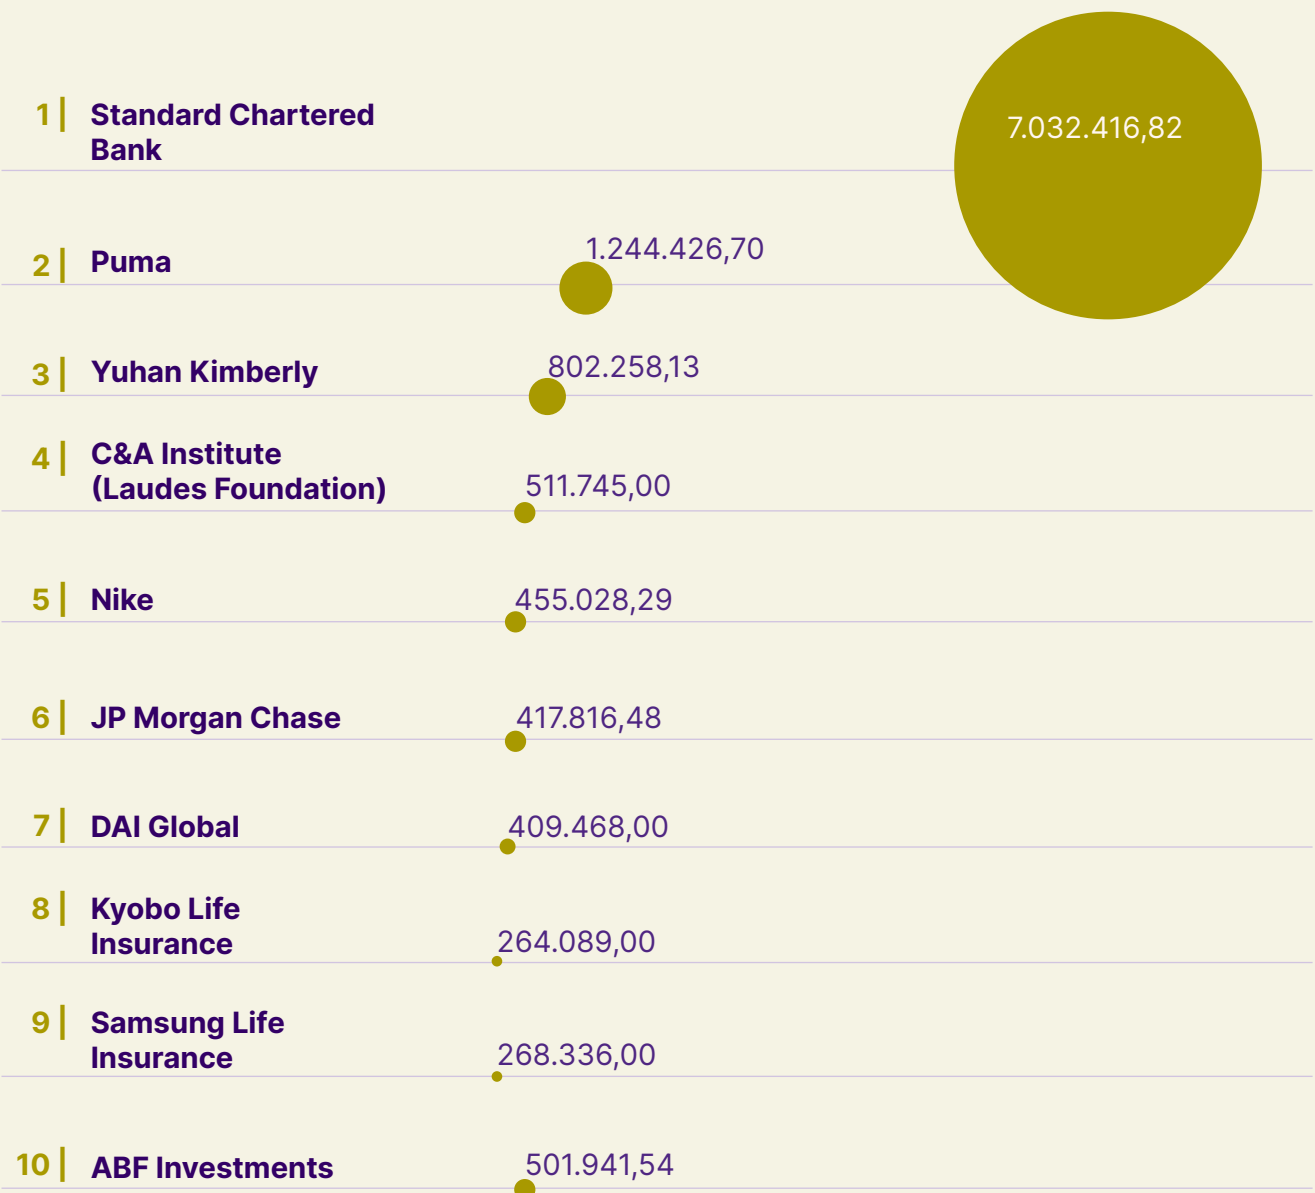 1 Standard Chartered
Bank
7.032.416,82
2 Puma
1.244.426,70
3 Yuhan Kimberly
802.258,13
4 C&A Institute
(Laudes Foundation)
511.745,00
5 Nike
455.028,29
6 JP Morgan Chase
417.816,48
7 DAI Global
409.468,00
8 Kyobo Life
Insurance
264.089,00
9 Samsung Life
Insurance
268.336,00
10 ABF Investments
501.941,54